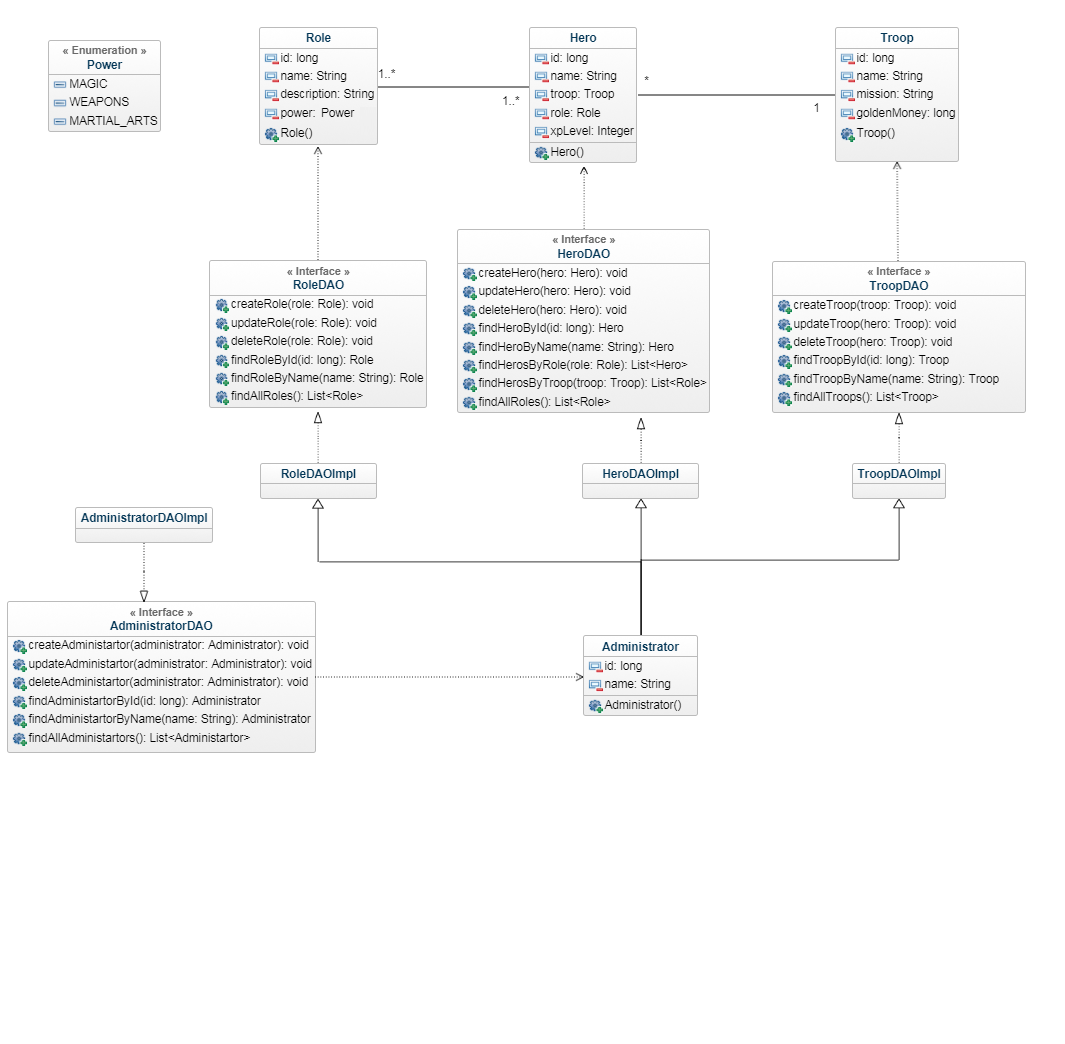 « Enumeration »
Power
MAGIC
WEAPONS
MARTIAL_ARTS
Role
id: long
name: String
description: String
power:  Power
Role()
1..*
1..*
Hero
id: long
name: String
troop: Troop
role: Role
xpLevel: Integer
Hero()
*
1
Troop
id: long
name: String
mission: String
goldenMoney: long
Troop()
« Interface »
RoleDAO
createRole(role: Role): void
updateRole(role: Role): void
deleteRole(role: Role): void
findRoleById(id: long): Role
findRoleByName(name: String): Role
findAllRoles(): List<Role>
« Interface »
HeroDAO
createHero(hero: Hero): void
updateHero(hero: Hero): void
deleteHero(hero: Hero): void
findHeroById(id: long): Hero
findHeroByName(name: String): Hero
findHerosByRole(role: Role): List<Hero>
findHerosByTroop(troop: Troop): List<Role>
findAllRoles(): List<Role>
« Interface »
TroopDAO
createTroop(troop: Troop): void
updateTroop(hero: Troop): void
deleteTroop(hero: Troop): void
findTroopById(id: long): Troop
findTroopByName(name: String): Troop
findAllTroops(): List<Troop>
RoleDAOImpl
HeroDAOImpl
TroopDAOImpl
AdministratorDAOImpl
« Interface »
AdministratorDAO
createAdministartor(administrator: Administrator): void
updateAdministartor(administrator: Administrator): void
deleteAdministartor(administrator: Administrator): void
findAdministartorById(id: long): Administrator
findAdministartorByName(name: String): Administrator
findAllAdministartors(): List<Administartor>
Administrator
id: long
name: String
Administrator()